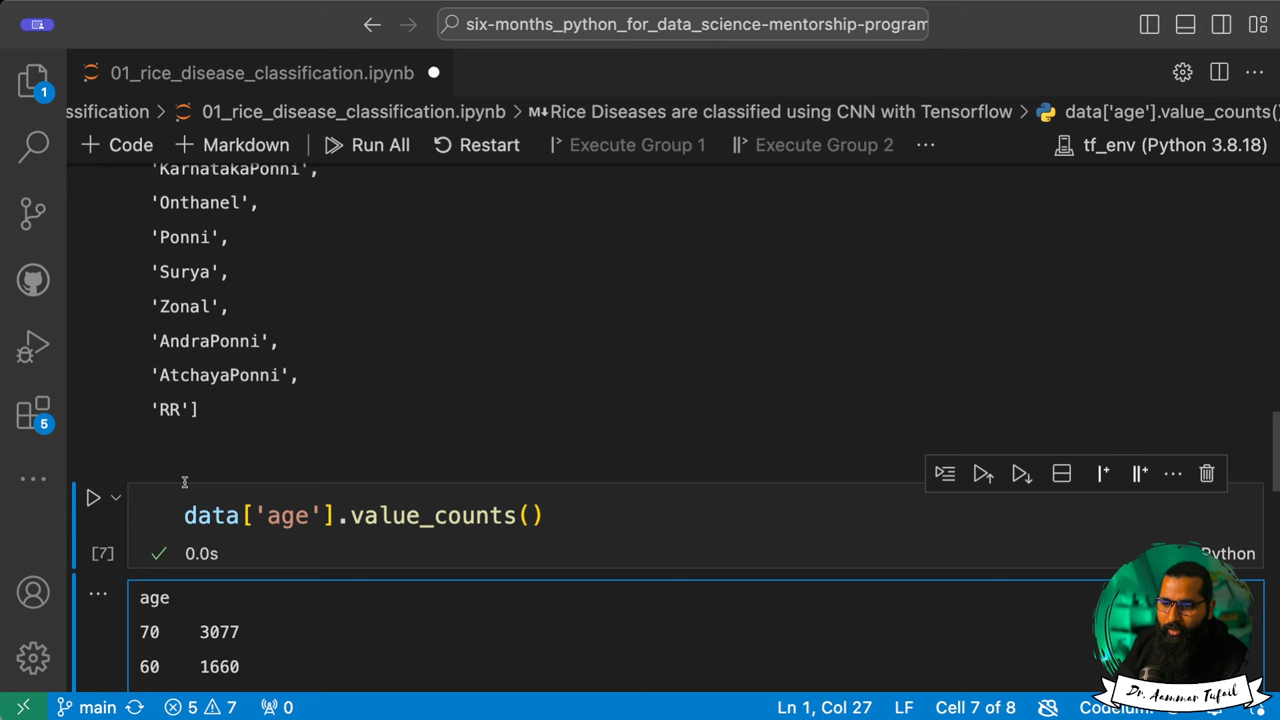 six-months_python_for_data_science-mentorship-program
01_rice_disease_classification.ipynb
ssification > 01_rice_disease_classification.ipynb > M↓Rice Diseases are classified using CNN with Tensorflow > data['age'].value_counts()
+ Code + Markdown Run All Restart Execute Group 1 Execute Group 2 ... tf_env (Python 3.8.18)
'KarnatakaPonni',
'Onthanel',
'Ponni',
'Surya',
'Zonal',
'AndraPonni',
'AtchayaPonni',
'RR']
data['age'].value_counts()
[7] 0.0s Python
age
70 3077
60 1660
1
5
Dr. Aammar Tufail
main 5 7 0 Ln 1, Col 27 LF Cell 7 of 8